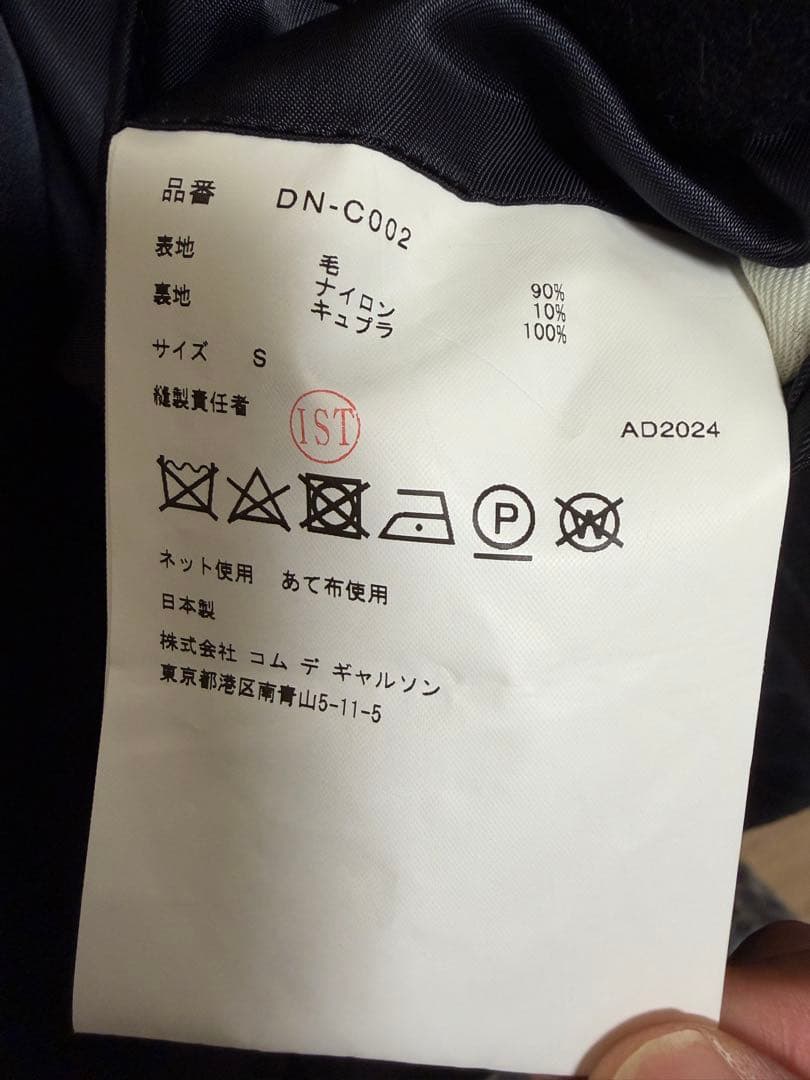 品番 DN-C002
表地 毛 90%
ナイロン 10%
裏地 キュプラ 100%
サイズ S
縫製責任者 IST
AD2024
P W
ネット使用 あて布使用
日本製
株式会社 コム デ ギャルソン
東京都港区南青山5-11-5